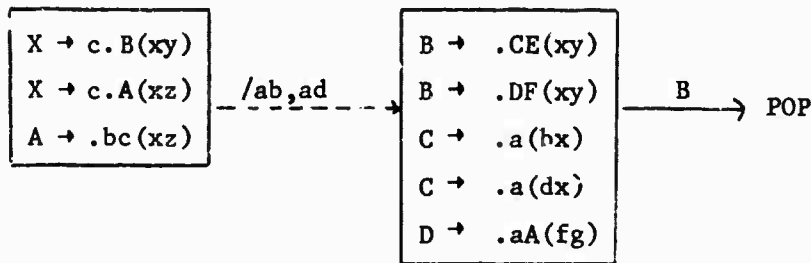 X → c.B(xy)
X → c.A(xz)
A → .bc(xz)
/ab,ad
B → .CE(xy)
B → .DF(xy)
C → .a(bx)
C → .a(dx)
D → .aA(fg)
B
POP